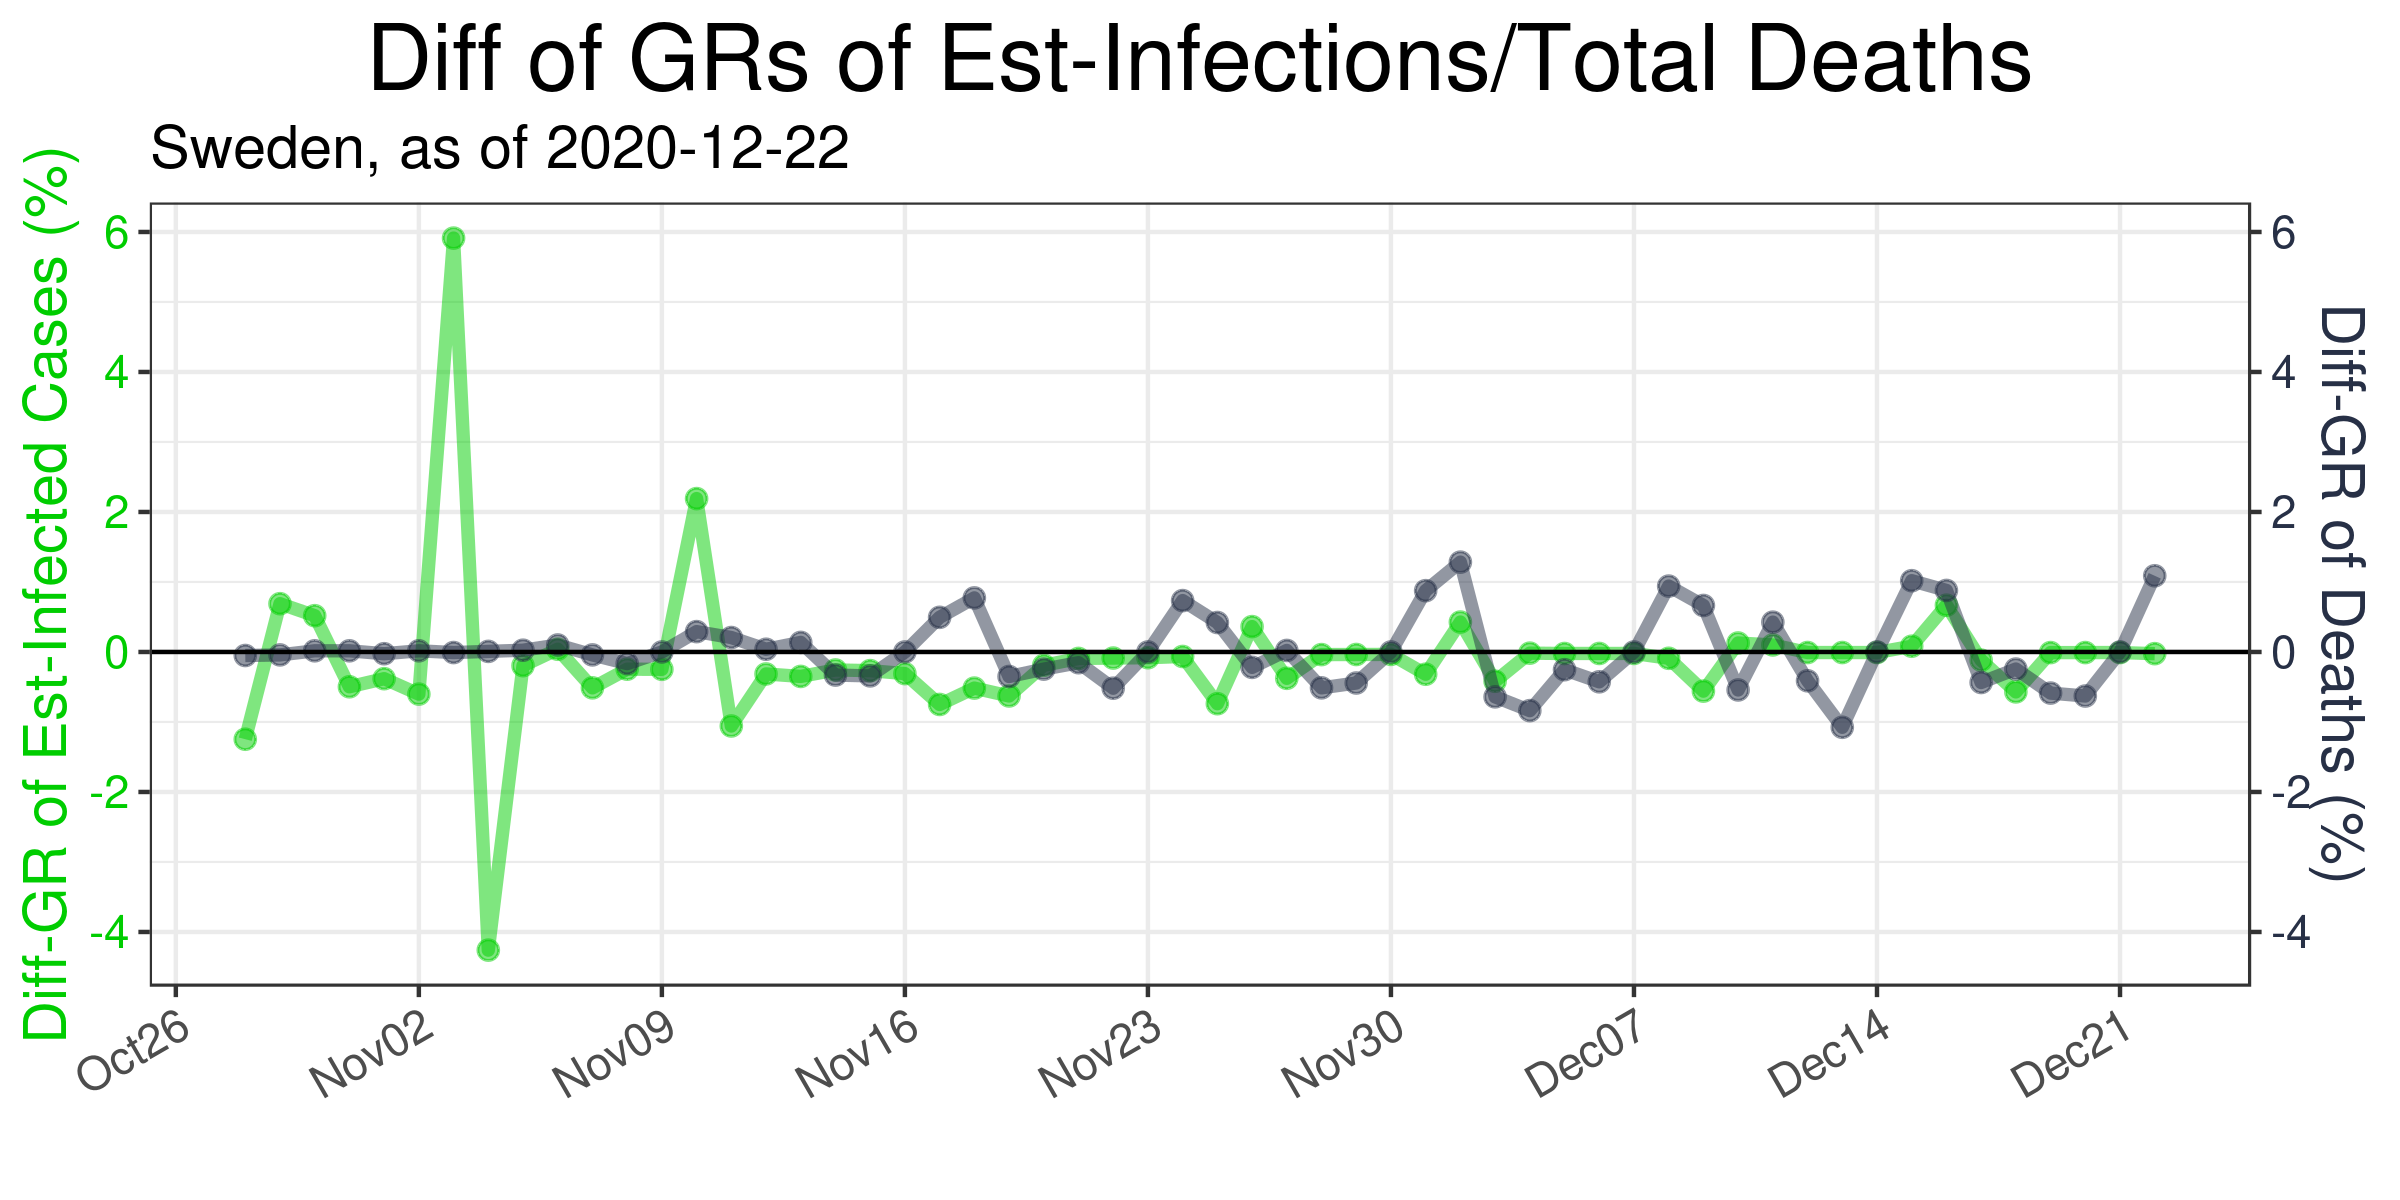 Diff of GRs of Est-Infections/Total Deaths
Sweden, as of 2020-12-22
Diff-GR of Est-Infected Cases (%)
6
4
2
0
-2
-4
6
4
2
0
-2
-4
Diff-GR of Deaths (%)
Oct26
Nov02
Nov09
Nov16
Nov23
Nov30
Dec07
Dec14
Dec21